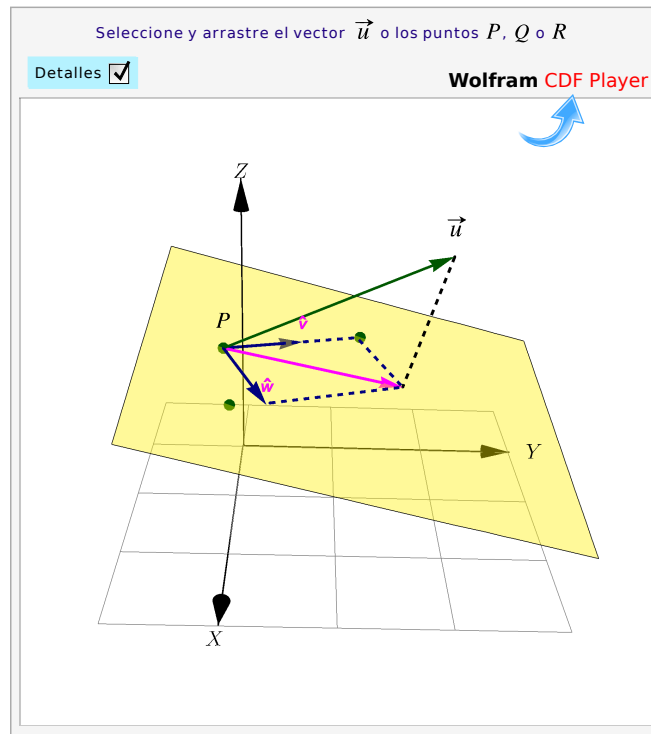 Seleccione y arrastre el vector u⃗ o los puntos P, Q o R
Detalles
Wolfram CDF Player
Z
u⃗
P
v̂
ŵ
Y
X